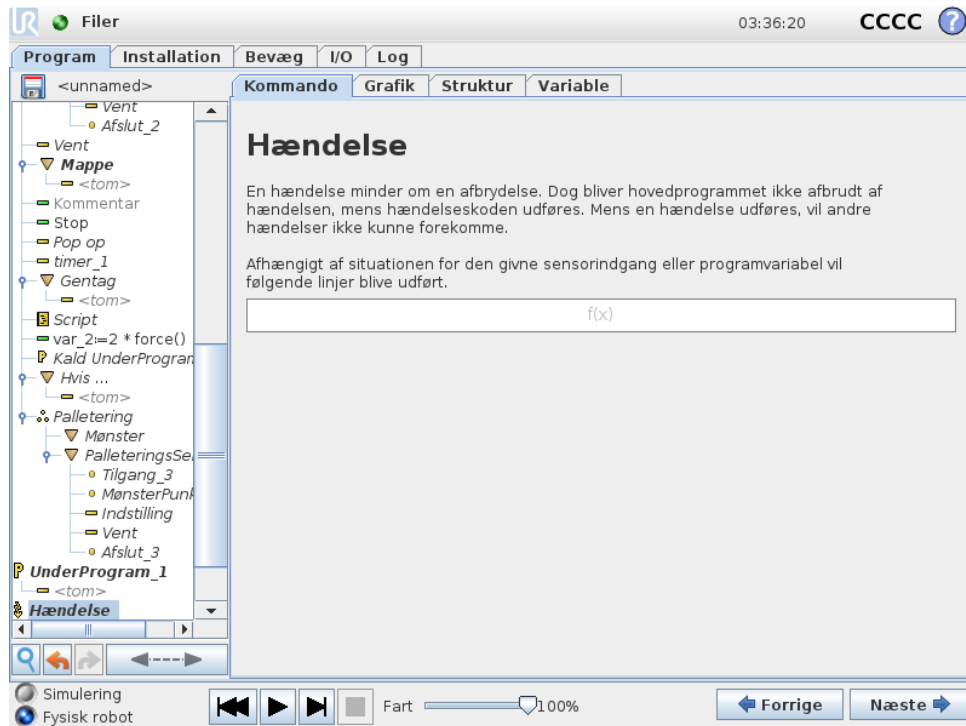 Filer
03:36:20
CCCC
?
Program Installation Bevæg I/O Log
<unnamed>
Kommando Grafik Struktur Variable
Vent
Afslut_2
Vent
Mappe
<tom>
Kommentar
Stop
Pop op
timer_1
Gentag
<tom>
Script
var_2:=2 * force()
Kald UnderProgran
Hvis ...
<tom>
Palletering
Mønster
PalleteringsSe
Tilgang_3
MønsterPunk
Indstilling
Vent
Afslut_3
UnderProgram_1
<tom>
Hændelse
Hændelse
En hændelse minder om en afbrydelse. Dog bliver hovedprogrammet ikke afbrudt af
hændelsen, mens hændelseskoden udføres. Mens en hændelse udføres, vil andre
hændelser ikke kunne forekomme.
Afhængigt af situationen for den givne sensorindgang eller programvariabel vil
følgende linjer blive udført.
f(x)
Simulering
Fysisk robot
Fart 100%
Forrige
Næste